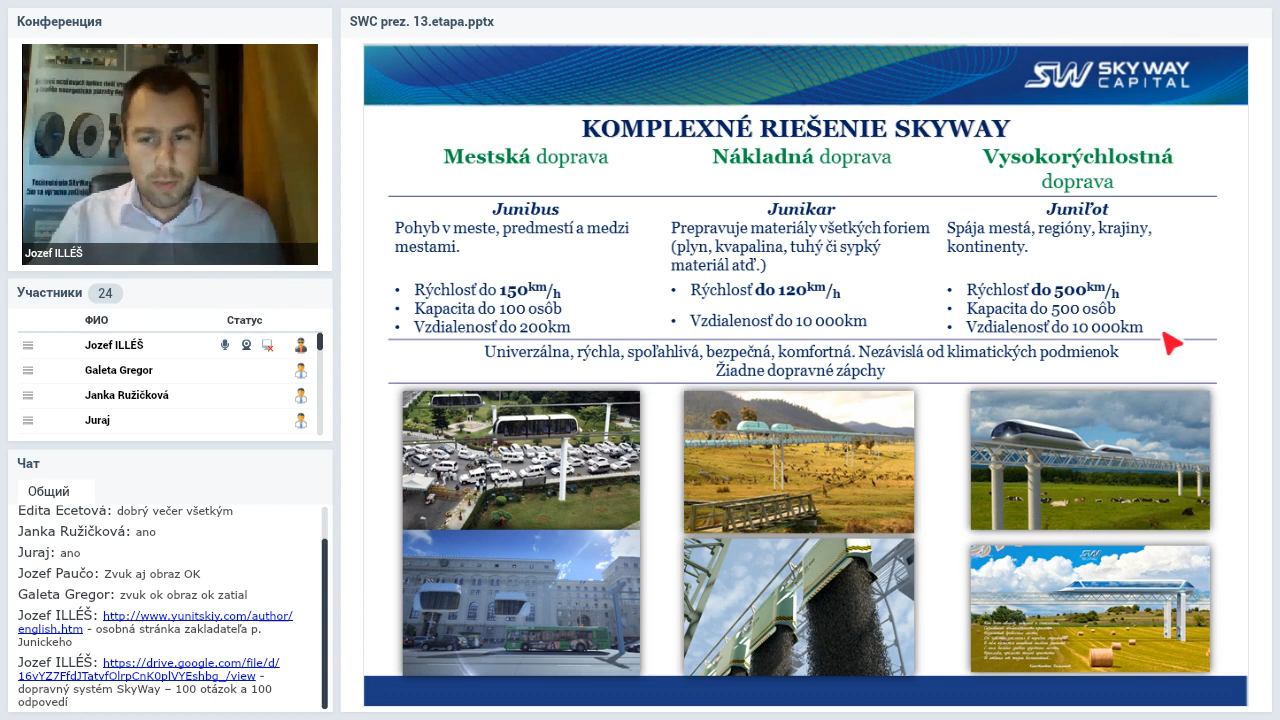 Конференция
Jozef ILLÉŠ
Участники 24
ФИО Статус
Jozef ILLÉŠ
Galeta Gregor
Janka Ružičková
Juraj
Чат
Общий
Edita Ecetová: dobrý večer všetkým
Janka Ružičková: ano
Juraj: ano
Jozef Paučo: Zvuk aj obraz OK
Galeta Gregor: zvuk ok obraz ok zatial
Jozef ILLÉŠ: http://www.yunitskiy.com/author/
english.htm - osobná stránka zakladateľa p.
Junickeho
Jozef ILLÉŠ: https://drive.google.com/file/d/
16vYZ7FfdJTatvfOlrpCnK0plVYEshbg_/view -
dopravný systém SkyWay – 100 otázok a 100
odpovedí
SWC prez. 13.etapa.pptx
SW SKY WAY
CAPITAL
KOMPLEXNÉ RIEŠENIE SKYWAY
Mestská doprava
Nákladná doprava
Vysokorýchlostná
doprava
Junibus
Pohyb v meste, predmestí a medzi
mestami.
• Rýchlosť do 150km/h
• Kapacita do 100 osôb
• Vzdialenosť do 200km
Junikar
Prepravuje materiály všetkých foriem
(plyn, kvapalina, tuhý či sypký
materiál atď.)
• Rýchlosť do 120km/h
• Vzdialenosť do 10 000km
Juniľot
Spája mestá, regióny, krajiny,
kontinenty.
• Rýchlosť do 500km/h
• Kapacita do 500 osôb
• Vzdialenosť do 10 000km
Univerzálna, rýchla, spoľahlivá, bezpečná, komfortná. Nezávislá od klimatických podmienok
Žiadne dopravné zápchy